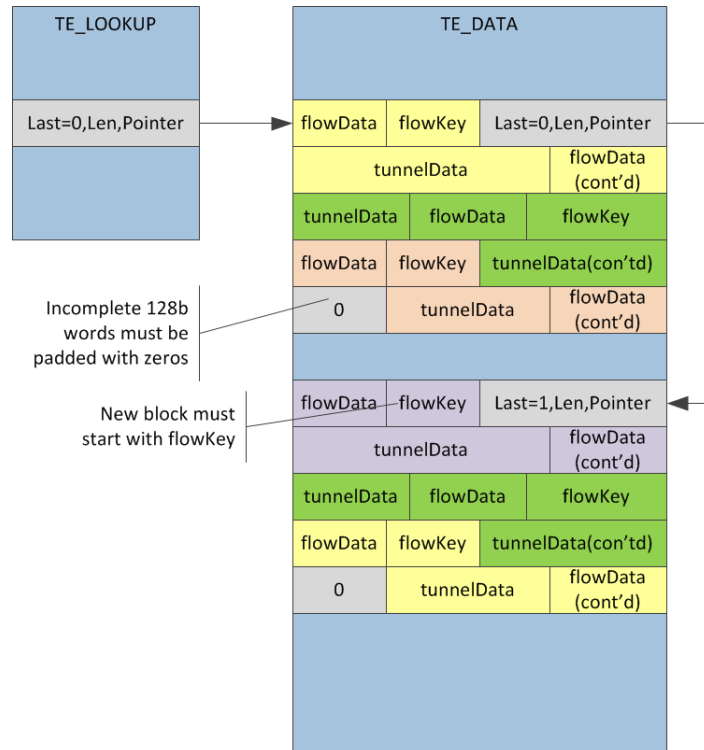 TE_LOOKUP
TE_DATA
Last=0,Len,Pointer
flowData
flowKey
Last=0,Len,Pointer
tunnelData
flowData
(cont'd)
tunnelData
flowData
flowKey
flowData
flowKey
tunnelData(con'td)
Incomplete 128b
words must be
padded with zeros
0
tunnelData
flowData
(cont'd)
New block must
start with flowKey
flowData
flowKey
Last=1,Len,Pointer
tunnelData
flowData
(cont'd)
tunnelData
flowData
flowKey
flowData
flowKey
tunnelData(con'td)
0
tunnelData
flowData
(cont'd)